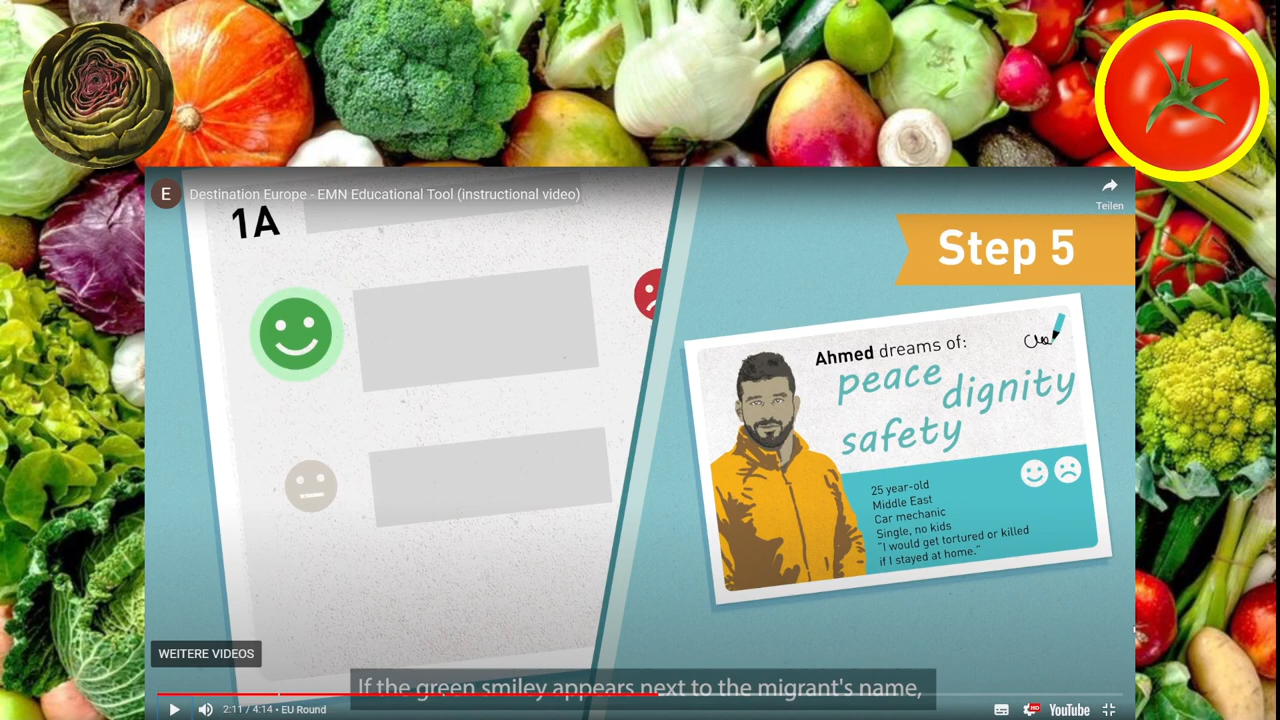 E
Destination Europe - EMN Educational Tool (instructional video)
Teilen
1A
Step 5
Ahmed dreams of:
peace
dignity
safety
25 year-old
Middle East
Car mechanic
Single, no kids
"I would get tortured or killed
if I stayed at home."
WEITERE VIDEOS
If the green smiley appears next to the migrant's name,
2:11 / 4:14 • EU Round
HD
YouTube